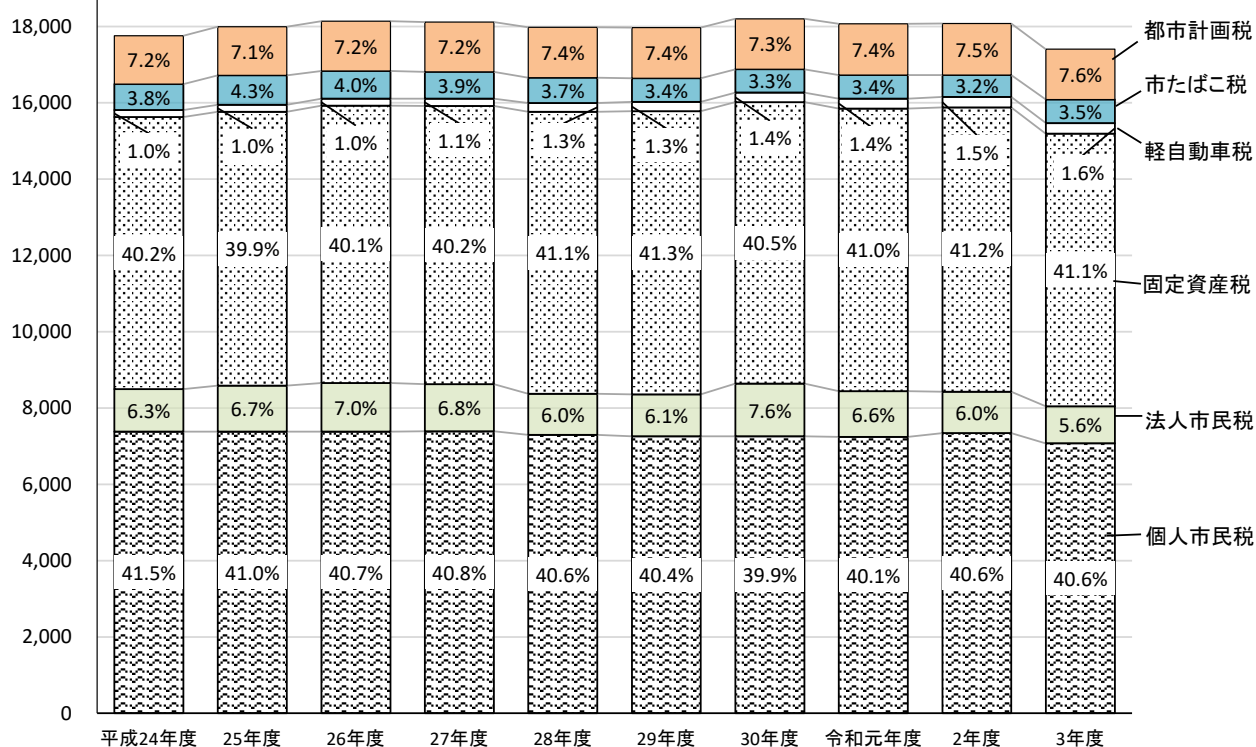 18,000
16,000
14,000
12,000
10,000
8,000
6,000
4,000
2,000
0
7.2% 7.1% 7.2% 7.2% 7.4% 7.4% 7.3% 7.4% 7.5% 7.6%
3.8% 4.3% 4.0% 3.9% 3.7% 3.4% 3.3% 3.4% 3.2% 3.5%
1.0% 1.0% 1.0% 1.1% 1.3% 1.3% 1.4% 1.4% 1.5% 1.6%
40.2% 39.9% 40.1% 40.2% 41.1% 41.3% 40.5% 41.0% 41.2% 41.1%
6.3% 6.7% 7.0% 6.8% 6.0% 6.1% 7.6% 6.6% 6.0% 5.6%
41.5% 41.0% 40.7% 40.8% 40.6% 40.4% 39.9% 40.1% 40.6% 40.6%
都市計画税
市たばこ税
軽自動車税
固定資産税
法人市民税
個人市民税
平成24年度 25年度 26年度 27年度 28年度 29年度 30年度 令和元年度 2年度 3年度